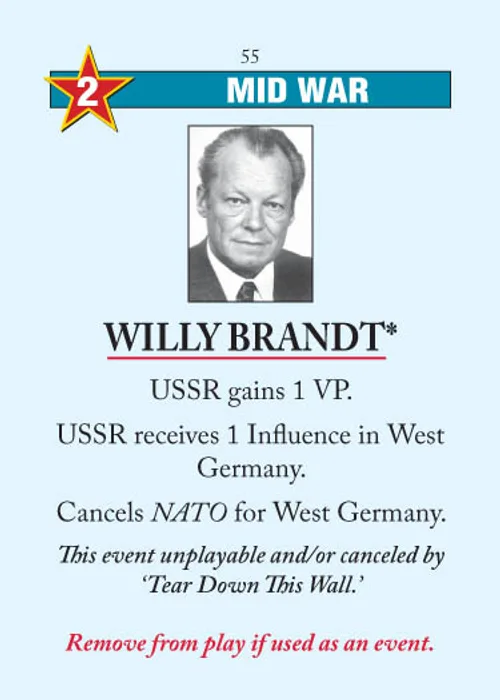 55
2
MID WAR
WILLY BRANDT*
USSR gains 1 VP.
USSR receives 1 Influence in West
Germany.
Cancels NATO for West Germany.
This event unplayable and/or canceled by
‘Tear Down This Wall.’
Remove from play if used as an event.